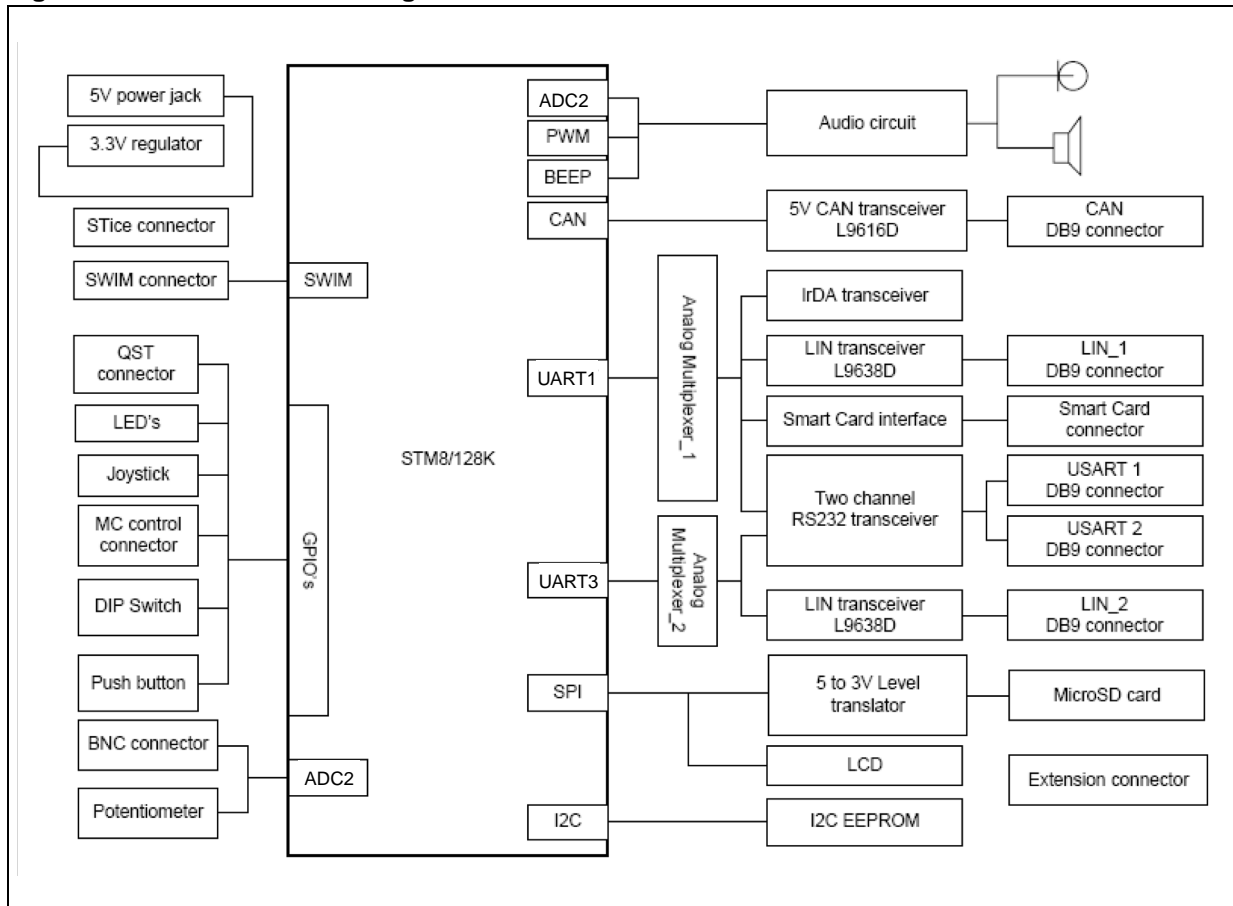 5V power jack
3.3V regulator
STice connector
SWIM connector
QST
connector
LED's
Joystick
MC control
connector
DIP Switch
Push button
BNC connector
Potentiometer
SWIM
GPIO's
ADC2
STM8/128K
ADC2
PWM
BEEP
CAN
UART1
UART3
SPI
I2C
Analog Multiplexer_1
Analog
Multiplexer_2
Audio circuit
5V CAN transceiver
L9616D
CAN
DB9 connector
IrDA transceiver
LIN transceiver
L9638D
LIN_1
DB9 connector
Smart Card interface
Smart Card
connector
Two channel
RS232 transceiver
USART 1
DB9 connector
USART 2
DB9 connector
LIN transceiver
L9638D
LIN_2
DB9 connector
5 to 3V Level
translator
MicroSD card
LCD
Extension connector
I2C EEPROM